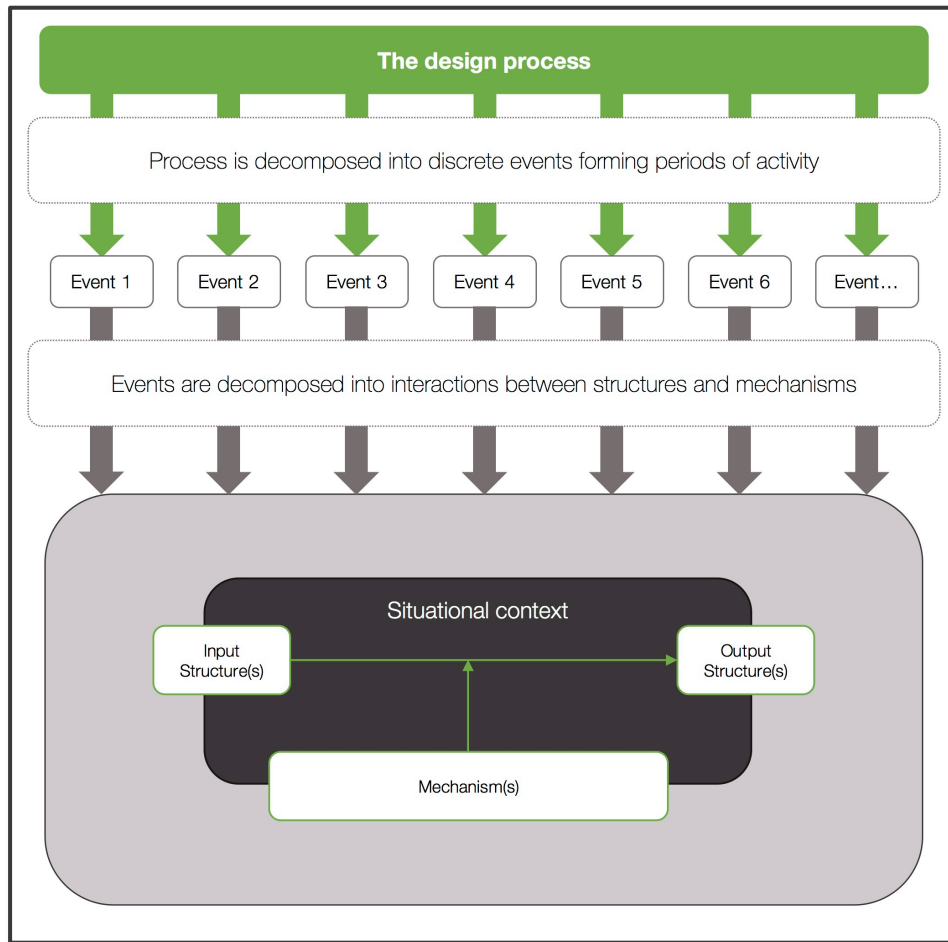 The design process
Process is decomposed into discrete events forming periods of activity
Event 1
Event 2
Event 3
Event 4
Event 5
Event 6
Event…
Events are decomposed into interactions between structures and mechanisms
Situational context
Input
Structure(s)
Output
Structure(s)
Mechanism(s)